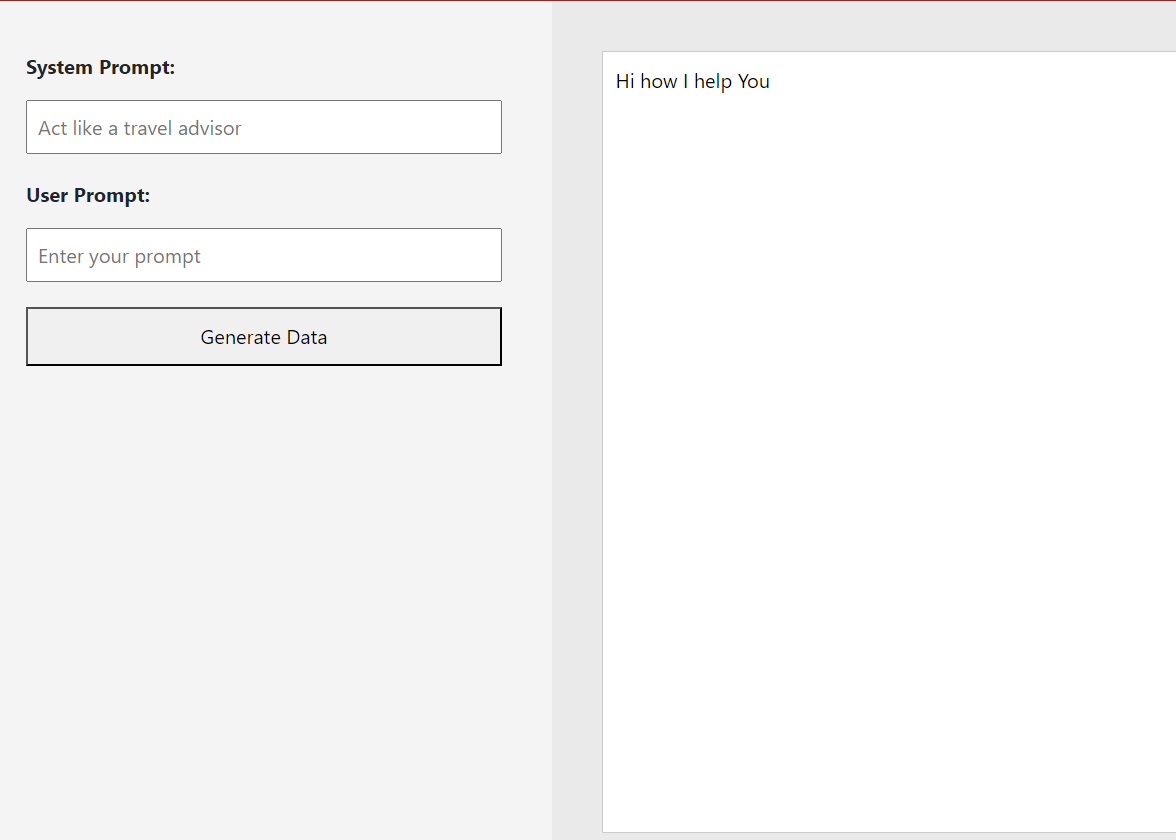 System Prompt:
Act like a travel advisor
User Prompt:
Enter your prompt
Generate Data
Hi how I help You